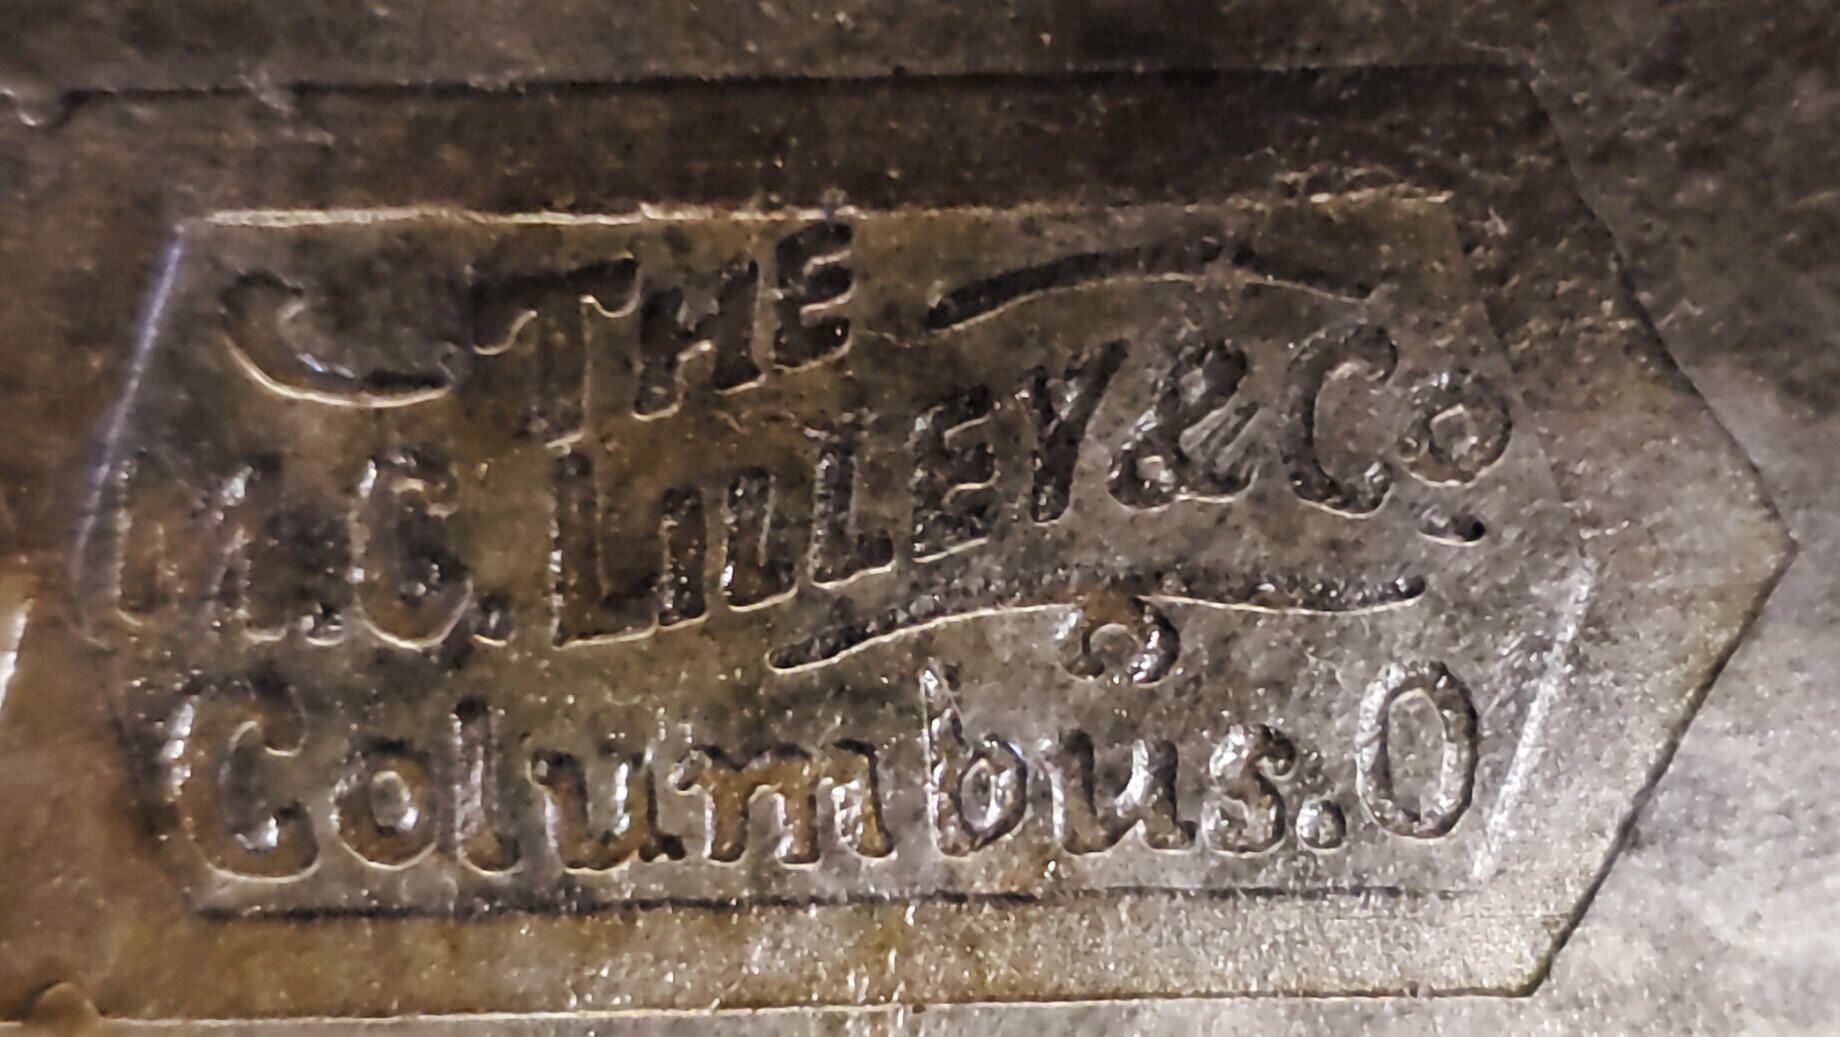 THE
M.C. LILLEY & Co.
Columbus. O